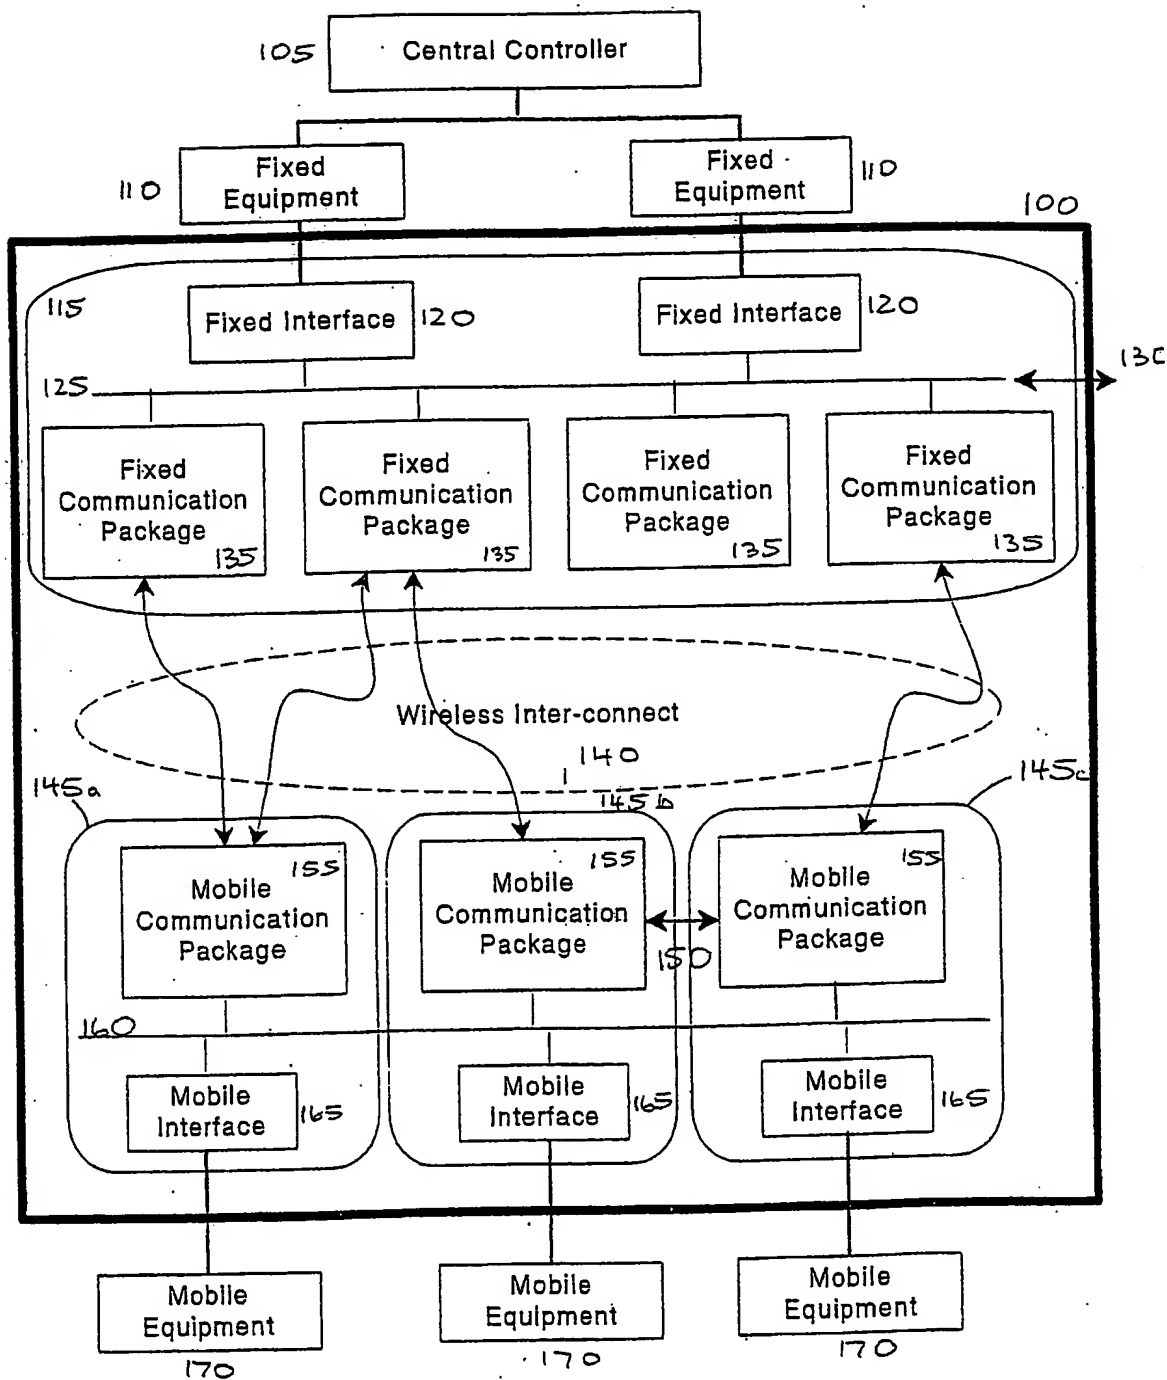 105
Central Controller
Fixed
Equipment
110
Fixed
Equipment
110
100
115
Fixed Interface
120
Fixed Interface
120
125
130
Fixed
Communication
Package
135
Fixed
Communication
Package
135
Fixed
Communication
Package
135
Fixed
Communication
Package
135
Wireless Inter-connect
140
145a
145b
145c
155
Mobile
Communication
Package
155
Mobile
Communication
Package
150
155
Mobile
Communication
Package
160
Mobile
Interface
165
Mobile
Interface
165
Mobile
Interface
165
Mobile
Equipment
170
Mobile
Equipment
170
Mobile
Equipment
170